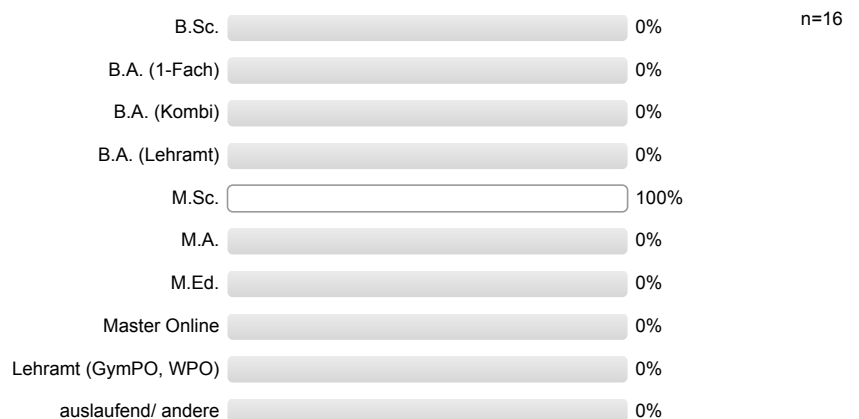 B.Sc. 0% n=16
B.A. (1-Fach) 0%
B.A. (Kombi) 0%
B.A. (Lehramt) 0%
M.Sc. 100%
M.A. 0%
M.Ed. 0%
Master Online 0%
Lehramt (GymPO, WPO) 0%
auslaufend/ andere 0%